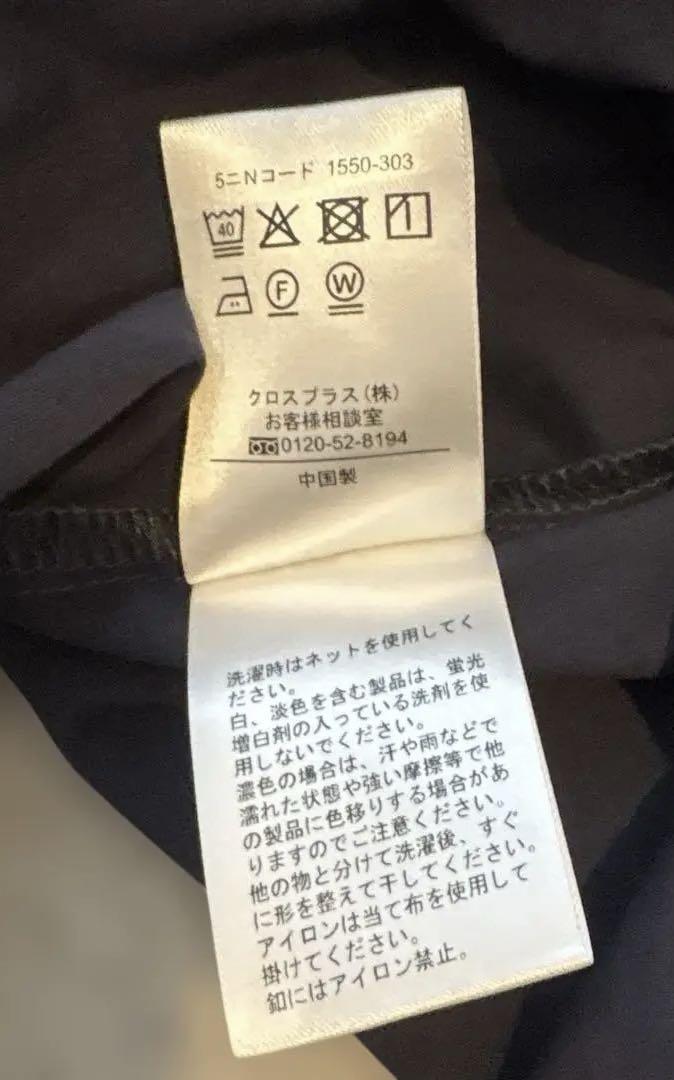 5ニNコード 1550-303
40
F W
クロスプラス(株)
お客様相談室
0120-52-8194
中国製
洗濯時はネットを使用してく
ださい。
白、淡色を含む製品は、蛍光
増白剤の入っている洗剤を使
用しないでください。
濃色の場合は、汗や雨などで
濡れた状態や強い摩擦等で他
の製品に色移りする場合があ
りますのでご注意ください。
他の物と分けて洗濯後、すぐ
に形を整えて干してください。
アイロンは当て布を使用して
掛けてください。
釦にはアイロン禁止。